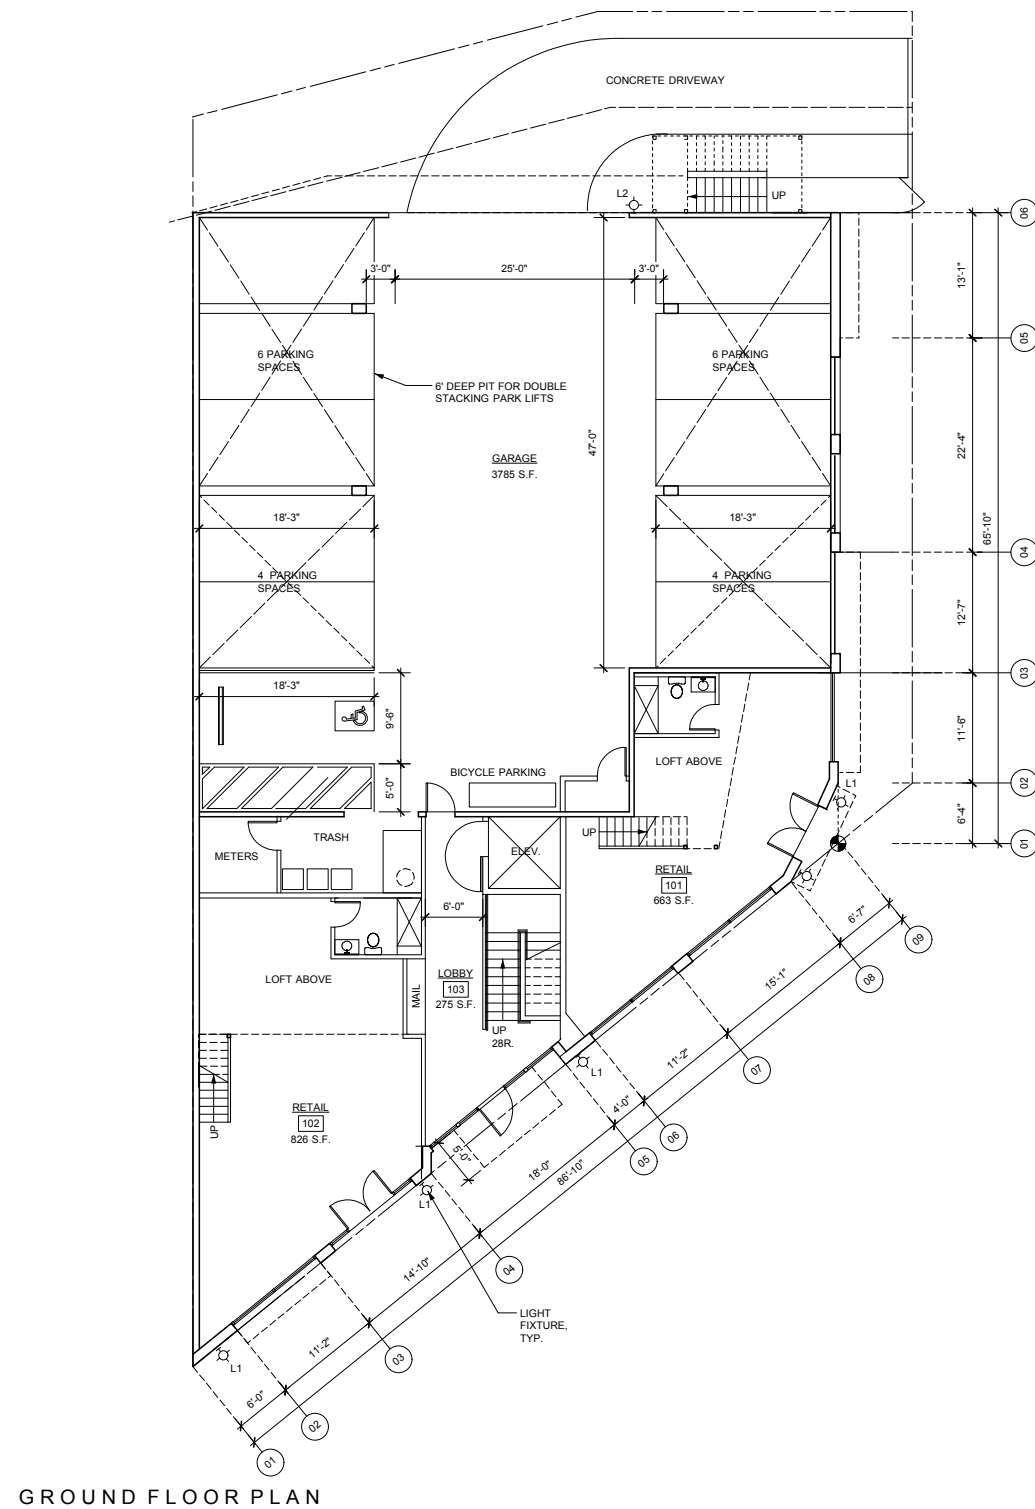 CONCRETE DRIVEWAY
L2
UP
06
3'-0"
25'-0"
3'-0"
13'-1"
05
6 PARKING
SPACES
6 PARKING
SPACES
6' DEEP PIT FOR DOUBLE
STACKING PARK LIFTS
47'-0"
22'-4"
GARAGE
3785 S.F.
18'-3"
18'-3"
65'-10"
04
4 PARKING
SPACES
4 PARKING
SPACES
12'-7"
03
18'-3"
9'-6"
11'-6"
LOFT ABOVE
BICYCLE PARKING
5'-0"
L1
02
6'-4"
TRASH
UP
METERS
ELEV.
01
RETAIL
101
663 S.F.
6'-0"
6'-7"
09
LOBBY
103
275 S.F.
LOFT ABOVE
MAIL
15'-1"
08
UP
28R.
11'-2"
07
L1
RETAIL
102
826 S.F.
UP
4'-0"
06
5'-0"
18'-0"
86'-10"
05
L1
14'-10"
04
LIGHT
FIXTURE,
TYP.
11'-2"
03
L1
6'-0"
02
01
GROUND FLOOR PLAN